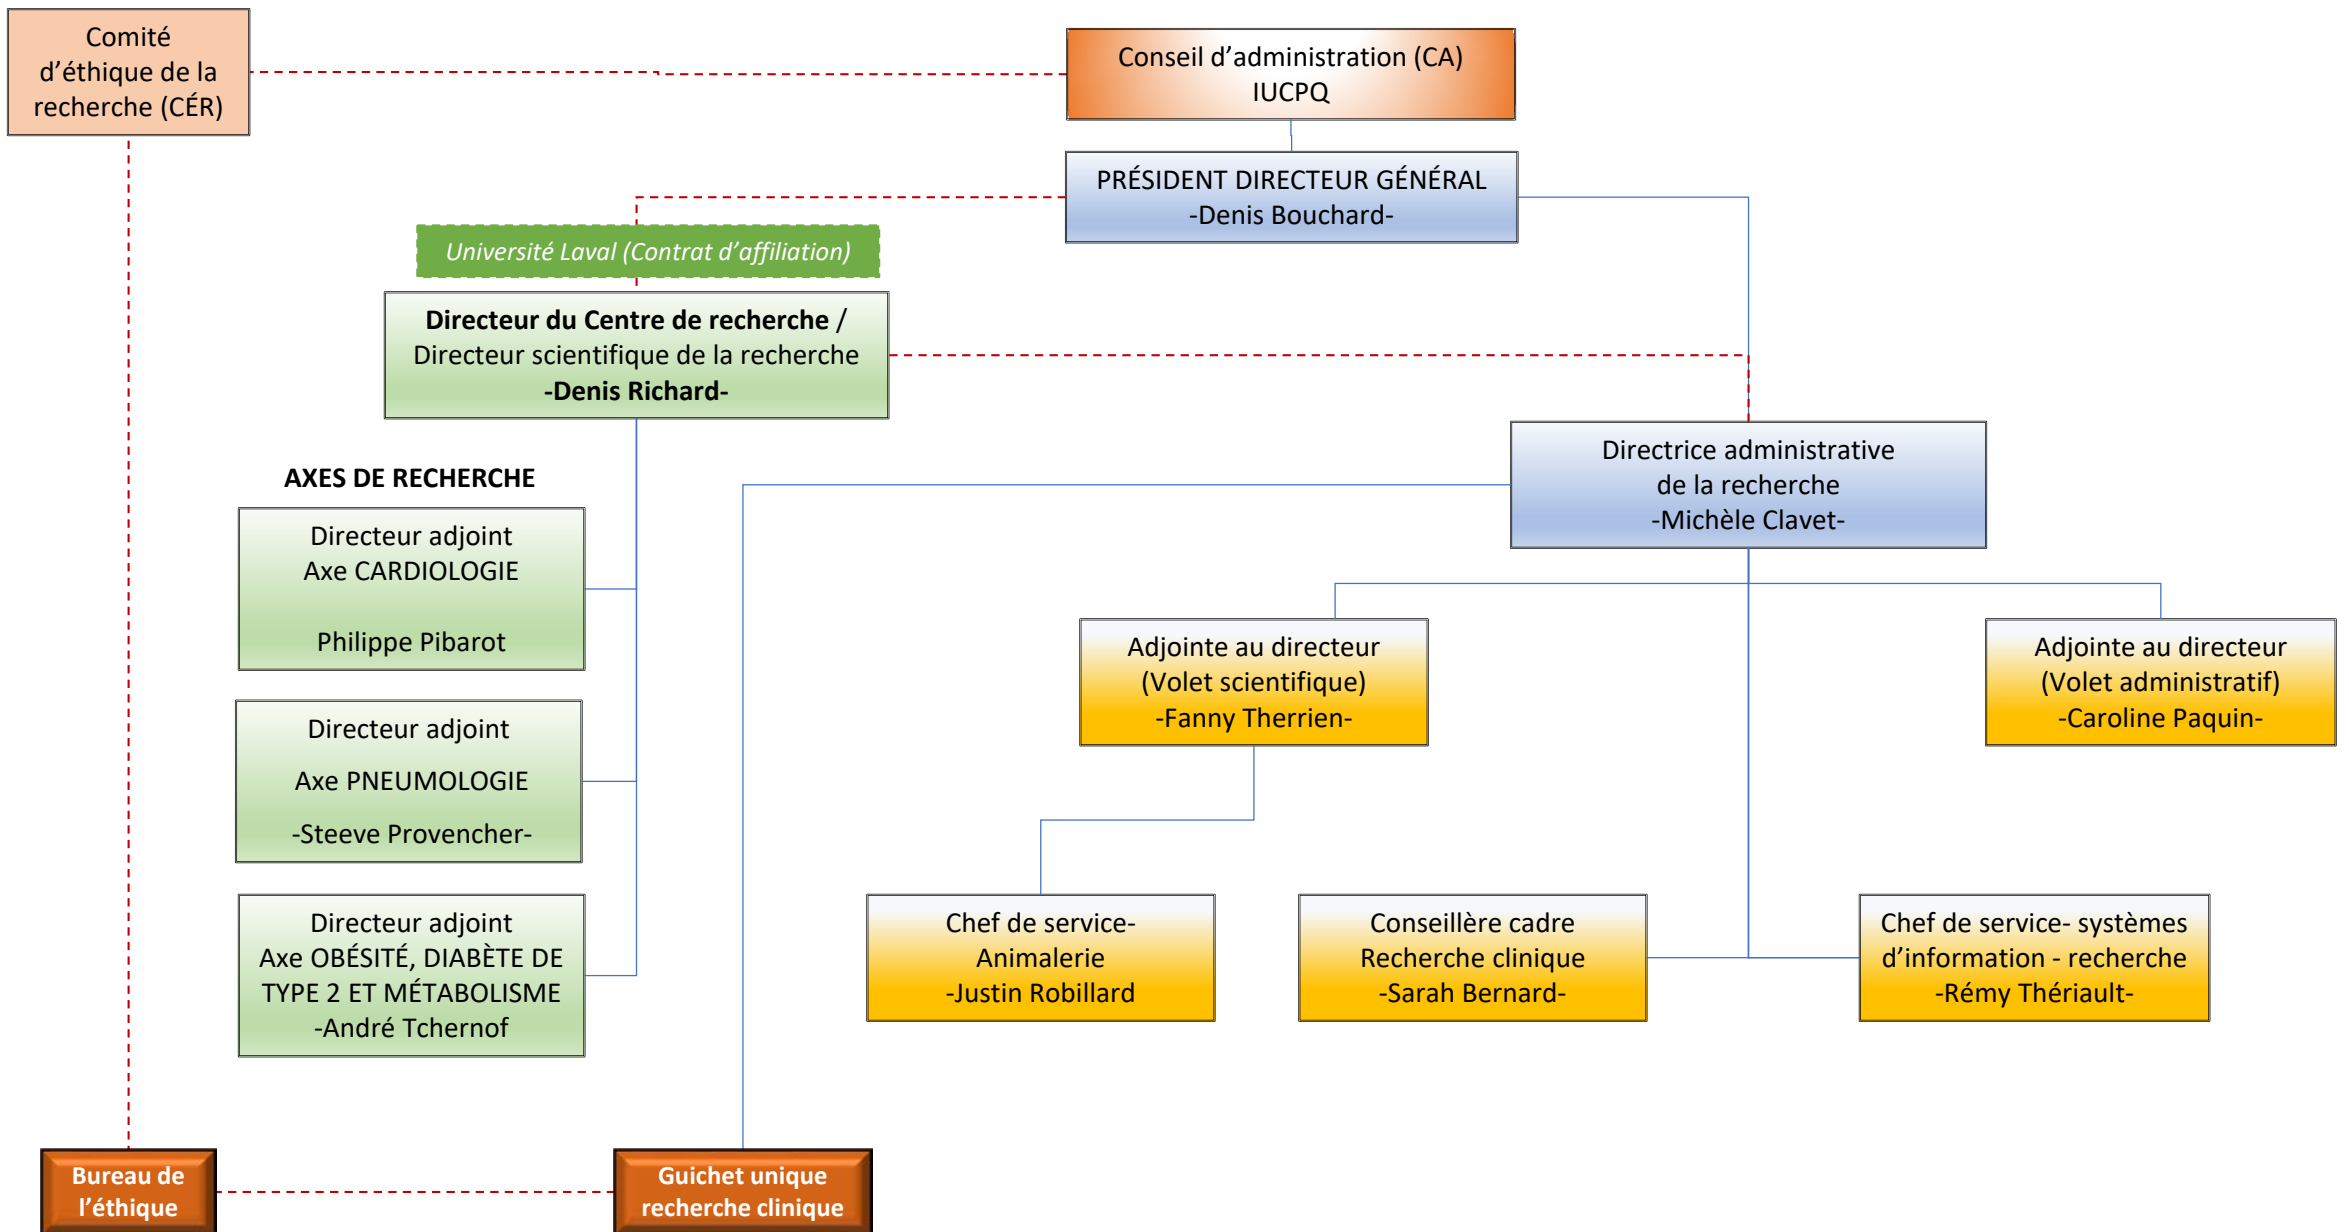 Comité
d’éthique de la
recherche (CÉR)
Conseil d’administration (CA)
IUCPQ
PRÉSIDENT DIRECTEUR GÉNÉRAL
-Denis Bouchard-
Université Laval (Contrat d’affiliation)
Directeur du Centre de recherche /
Directeur scientifique de la recherche
-Denis Richard-
Directrice administrative
de la recherche
-Michèle Clavet-
AXES DE RECHERCHE
Directeur adjoint
Axe CARDIOLOGIE
Philippe Pibarot
Adjointe au directeur
(Volet scientifique)
-Fanny Therrien-
Adjointe au directeur
(Volet administratif)
-Caroline Paquin-
Directeur adjoint
Axe PNEUMOLOGIE
-Steeve Provencher-
Directeur adjoint
Axe OBÉSITÉ, DIABÈTE DE
TYPE 2 ET MÉTABOLISME
-André Tchernof
Chef de service-
Animalerie
-Justin Robillard
Conseillère cadre
Recherche clinique
-Sarah Bernard-
Chef de service- systèmes
d’information - recherche
-Rémy Thériault-
Bureau de
l’éthique
Guichet unique
recherche clinique